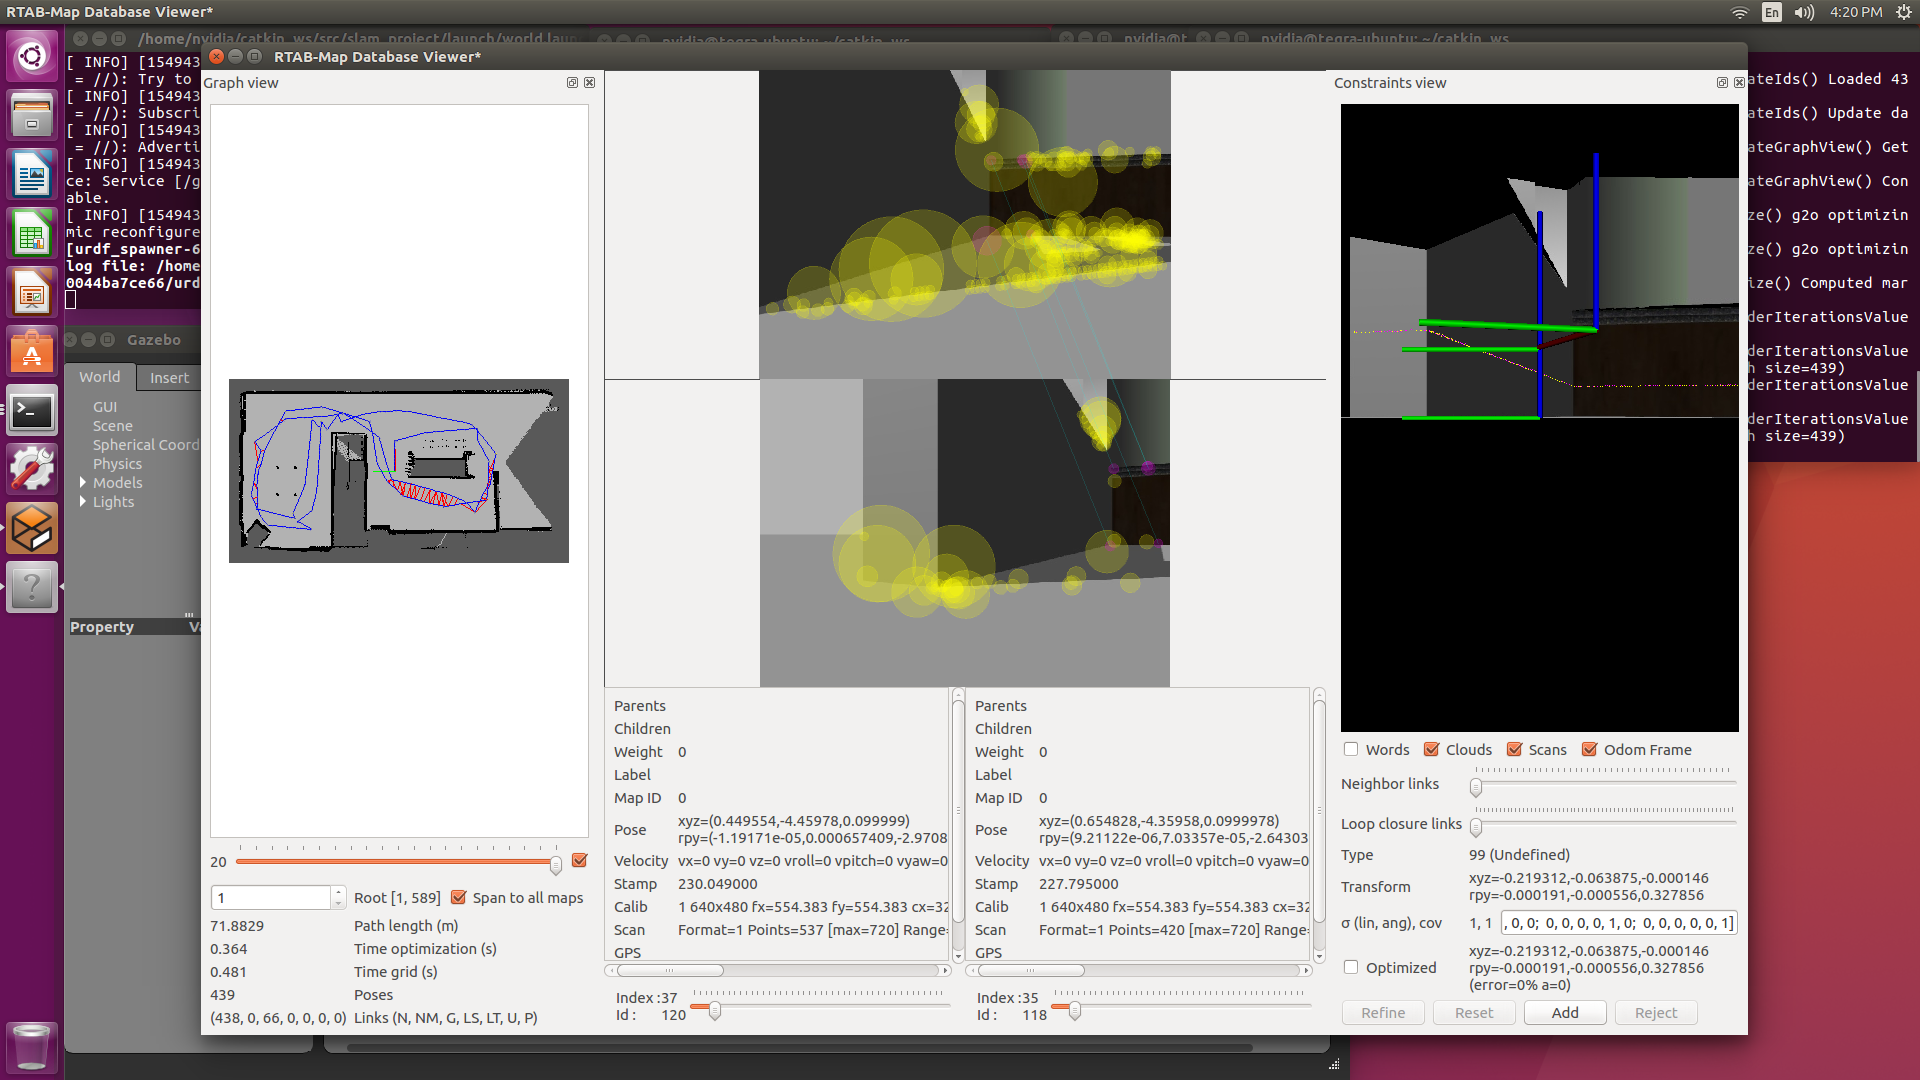 RTAB-Map Database Viewer*
En
4:20 PM
/home/nvidia/catkin_ws/src/slam_project/launch/world.laun
nvidia@tegra-ubuntu: ~/catkin_ws
nvidia@t
nvidia@tegra-ubuntu: ~/catkin_ws
RTAB-Map Database Viewer*
[ INFO] [154943
= //): Try to
[ INFO] [154943
= //): Subscri
[ INFO] [154943
= //): Adverti
[ INFO] [154943
ce: Service [/g
able.
[ INFO] [154943
mic reconfigure
[urdf_spawner-6
log file: /home
0044ba7ce66/urd
Gazebo
World
Insert
GUI
Scene
Spherical Coord
Physics
Models
Lights
Property
Va
Graph view
20
1
Root [1, 589]
Span to all maps
71.8829
Path length (m)
0.364
Time optimization (s)
0.481
Time grid (s)
439
Poses
(438, 0, 66, 0, 0, 0, 0)
Links (N, NM, G, LS, LT, U, P)
Parents
Children
Weight 0
Label
Map ID 0
Pose xyz=(0.449554,-4.45978,0.099999)
rpy=(-1.19171e-05,0.000657409,-2.9708
Velocity vx=0 vy=0 vz=0 vroll=0 vpitch=0 vyaw=0
Stamp 230.049000
Calib 1 640x480 fx=554.383 fy=554.383 cx=32
Scan Format=1 Points=537 [max=720] Range=
GPS
Index :37
Id : 120
Parents
Children
Weight 0
Label
Map ID 0
Pose xyz=(0.654828,-4.35958,0.0999978)
rpy=(9.21122e-06,7.03357e-05,-2.64303
Velocity vx=0 vy=0 vz=0 vroll=0 vpitch=0 vyaw=0
Stamp 227.795000
Calib 1 640x480 fx=554.383 fy=554.383 cx=32
Scan Format=1 Points=420 [max=720] Range=
GPS
Index :35
Id : 118
Constraints view
Words
Clouds
Scans
Odom Frame
Neighbor links
Loop closure links
Type 99 (Undefined)
Transform xyz=-0.219312,-0.063875,-0.000146
rpy=-0.000191,-0.000556,0.327856
σ (lin, ang), cov 1, 1 , 0, 0; 0, 0, 0, 0, 1, 0; 0, 0, 0, 0, 0, 1]
Optimized xyz=-0.219312,-0.063875,-0.000146
rpy=-0.000191,-0.000556,0.327856
(error=0% a=0)
Refine
Reset
Add
Reject
ateIds() Loaded 43
ateIds() Update da
ateGraphView() Get
ateGraphView() Con
ze() g2o optimizin
ze() g2o optimizin
ize() Computed mar
derIterationsValue
derIterationsValue
h size=439)
derIterationsValue
derIterationsValue
h size=439)